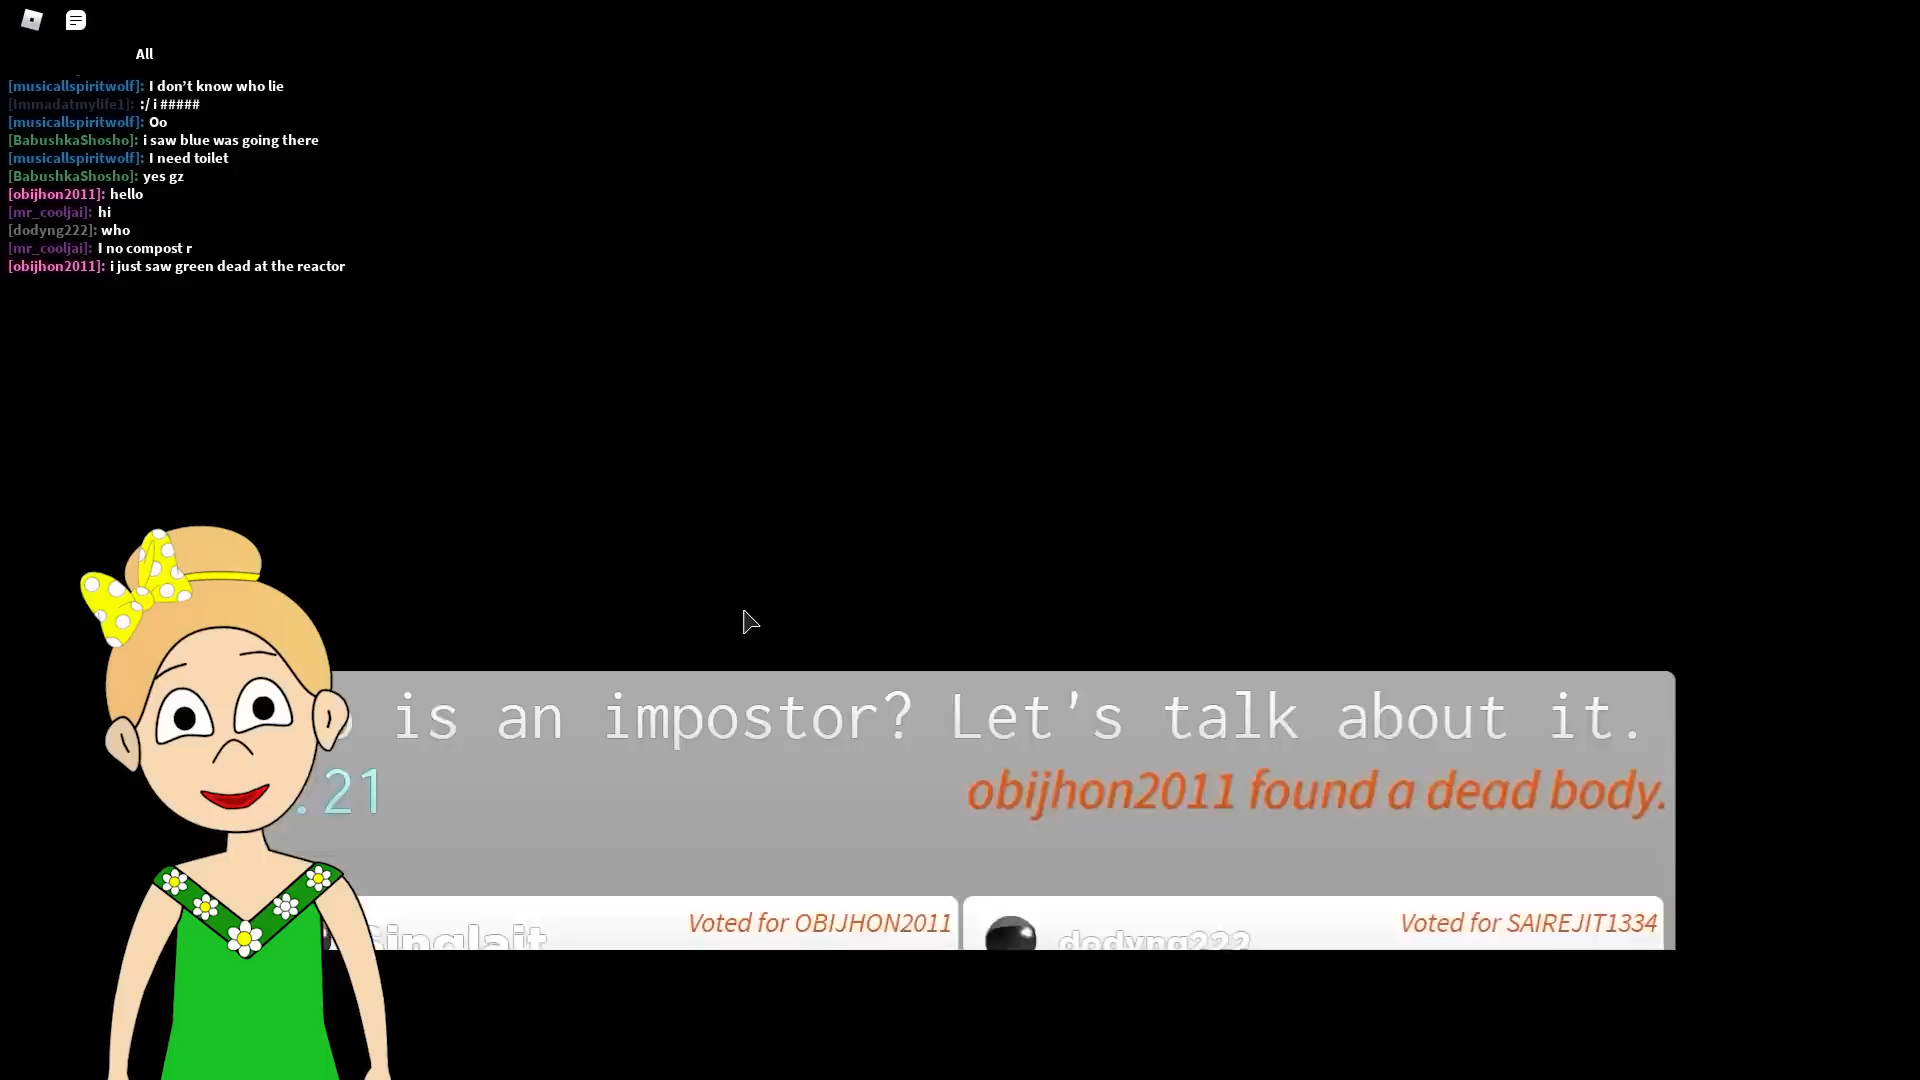 All
[musicallspiritwolf]: I don't know who lie
[Immadatmylife1]: :/ i #####
[musicallspiritwolf]: Oo
[BabushkaShosho]: i saw blue was going there
[musicallspiritwolf]: I need toilet
[BabushkaShosho]: yes gz
[obijhon2011]: hello
[mr_cooljai]: hi
[dodyng222]: who
[mr_cooljai]: I no compost r
[obijhon2011]: i just saw green dead at the reactor
is an impostor? Let's talk about it.
.21
obijhon2011 found a dead body.
Voted for OBIJHON2011
dodyng222
Voted for SAIREJIT1334